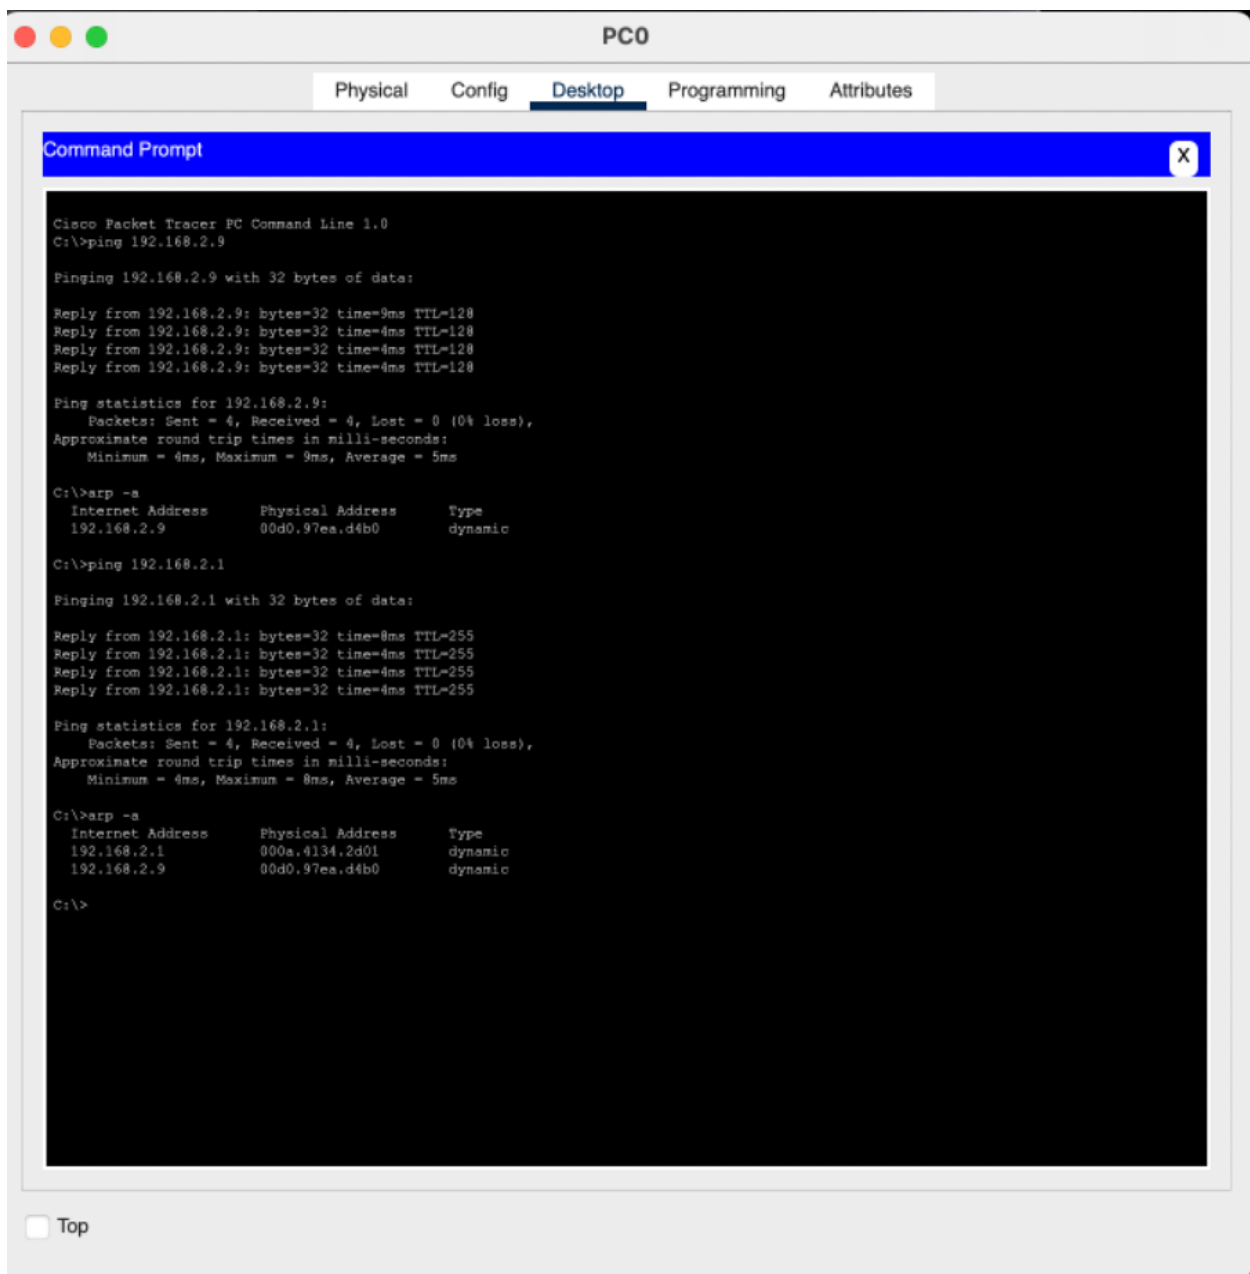 PC0
Physical Config Desktop Programming Attributes
Command Prompt
X
Cisco Packet Tracer PC Command Line 1.0
C:\>ping 192.168.2.9
Pinging 192.168.2.9 with 32 bytes of data:
Reply from 192.168.2.9: bytes=32 time=9ms TTL=128
Reply from 192.168.2.9: bytes=32 time=4ms TTL=128
Reply from 192.168.2.9: bytes=32 time=4ms TTL=128
Reply from 192.168.2.9: bytes=32 time=4ms TTL=128
Ping statistics for 192.168.2.9:
Packets: Sent = 4, Received = 4, Lost = 0 (0% loss),
Approximate round trip times in milli-seconds:
Minimum = 4ms, Maximum = 9ms, Average = 5ms
C:\>arp -a
Internet Address Physical Address Type
192.168.2.9 00d0.97ea.d4b0 dynamic
C:\>ping 192.168.2.1
Pinging 192.168.2.1 with 32 bytes of data:
Reply from 192.168.2.1: bytes=32 time=8ms TTL=255
Reply from 192.168.2.1: bytes=32 time=4ms TTL=255
Reply from 192.168.2.1: bytes=32 time=4ms TTL=255
Reply from 192.168.2.1: bytes=32 time=4ms TTL=255
Ping statistics for 192.168.2.1:
Packets: Sent = 4, Received = 4, Lost = 0 (0% loss),
Approximate round trip times in milli-seconds:
Minimum = 4ms, Maximum = 8ms, Average = 5ms
C:\>arp -a
Internet Address Physical Address Type
192.168.2.1 000a.4134.2d01 dynamic
192.168.2.9 00d0.97ea.d4b0 dynamic
C:\>
Top